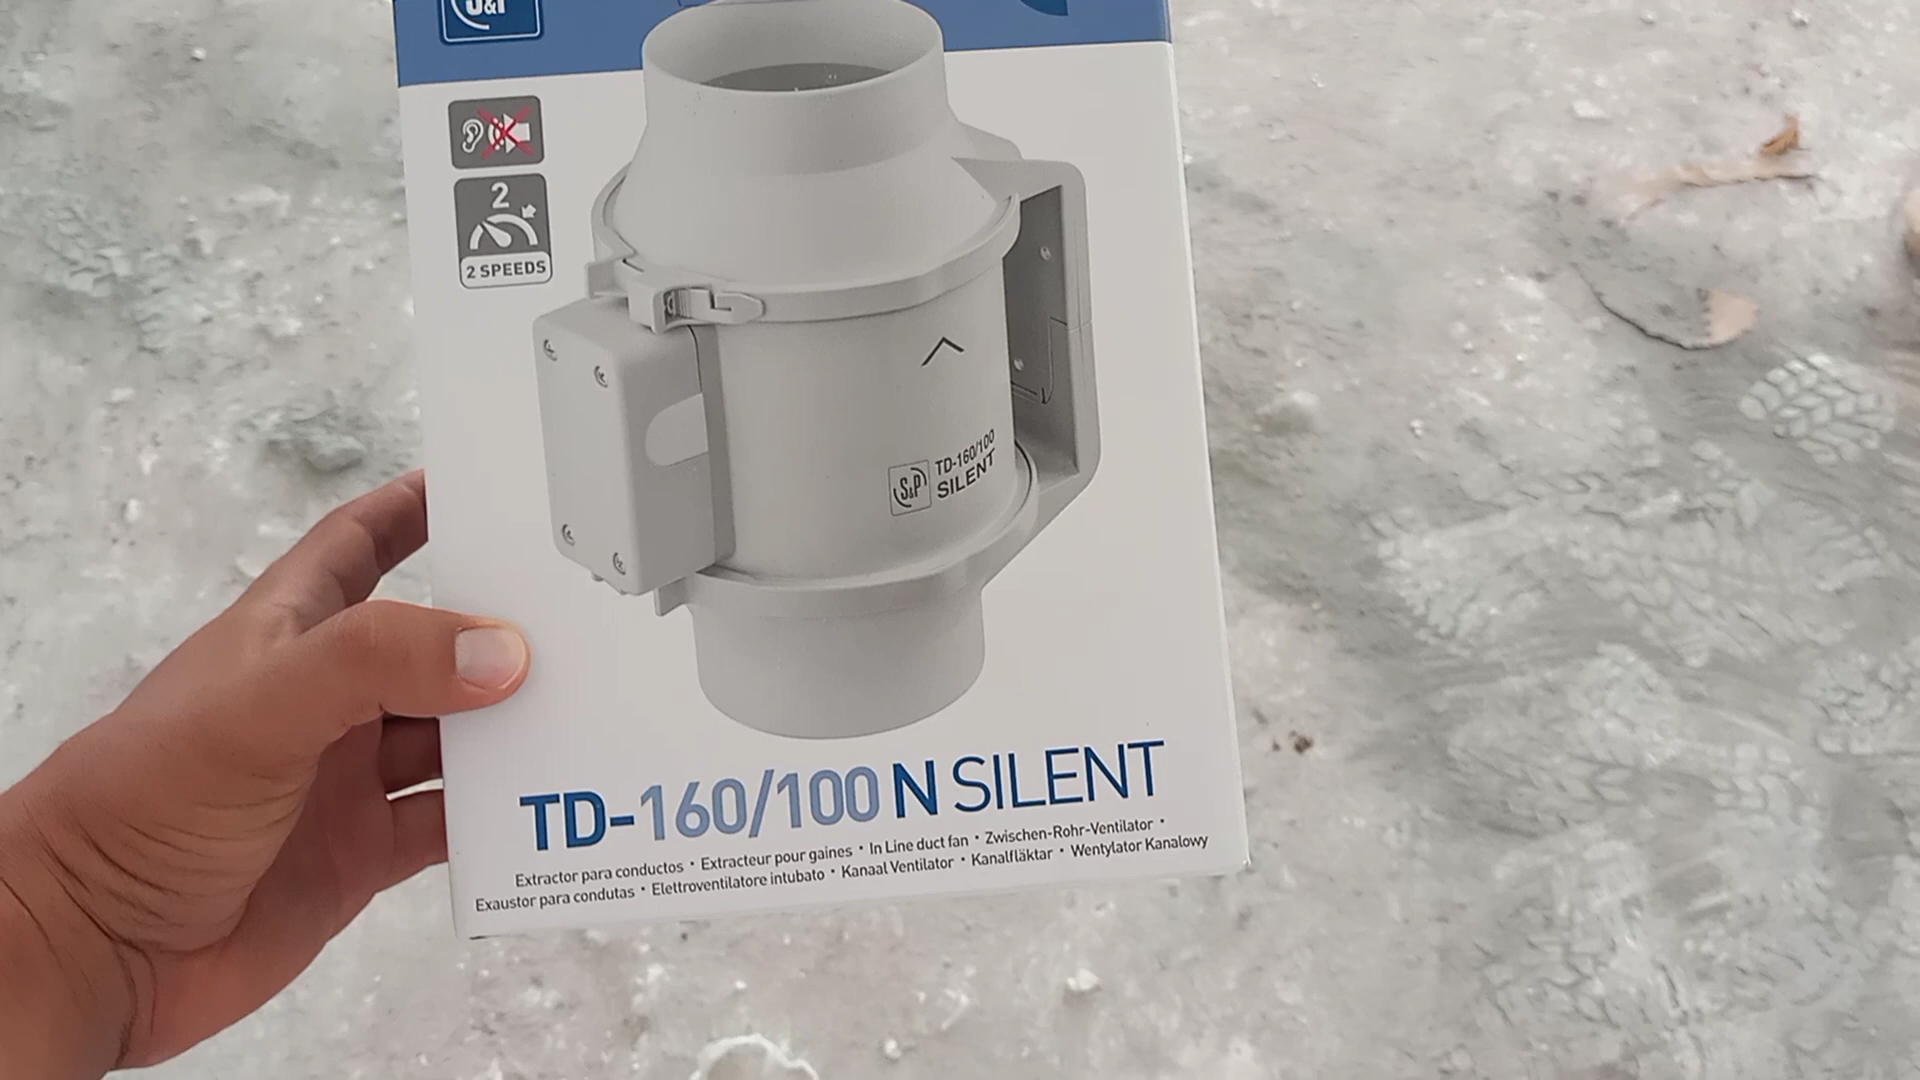 S&P
2
2 SPEEDS
S&P TD-160/100
SILENT
TD-160/100 N SILENT
Extractor para conductos • Extracteur pour gaines • In Line duct fan • Zwischen-Rohr-Ventilator •
Exaustor para condutas • Elettroventilatore intubato • Kanaal Ventilator • Kanalfläktar • Wentylator Kanalowy